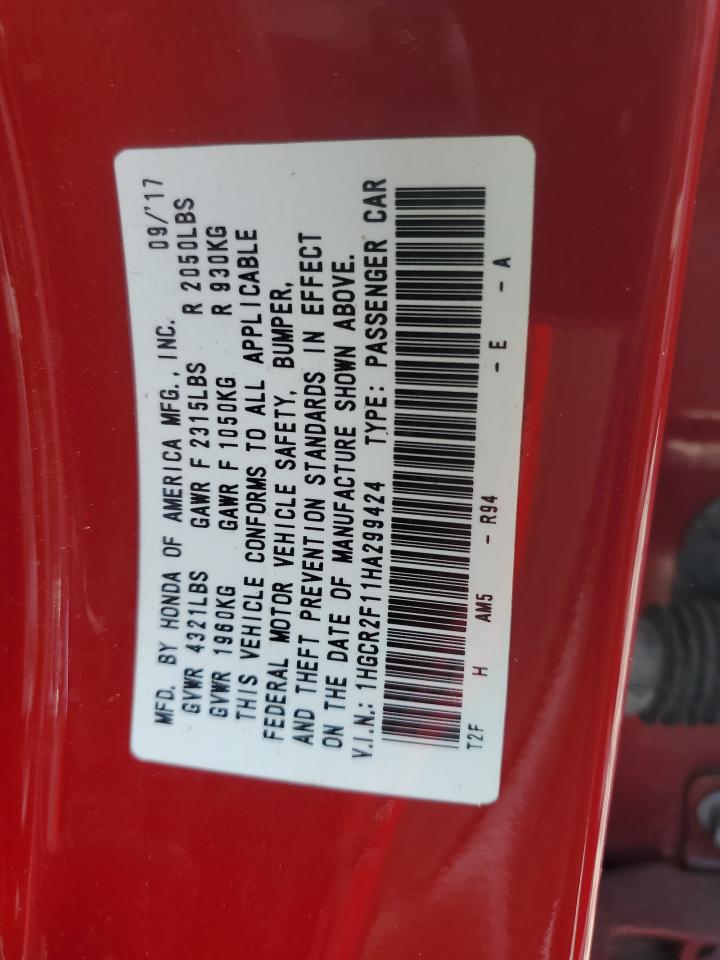 MFD. BY HONDA OF AMERICA MFG., INC. 09/'17
GVWR 4321LBS GAWR F 2315LBS R 2050LBS
GVWR 1960KG GAWR F 1050KG R 930KG
THIS VEHICLE CONFORMS TO ALL APPLICABLE
FEDERAL MOTOR VEHICLE SAFETY, BUMPER,
AND THEFT PREVENTION STANDARDS IN EFFECT
ON THE DATE OF MANUFACTURE SHOWN ABOVE.
V.I.N.: 1HGCR2F11HA299424 TYPE: PASSENGER CAR
T2F H AM5 - R94 - E - A